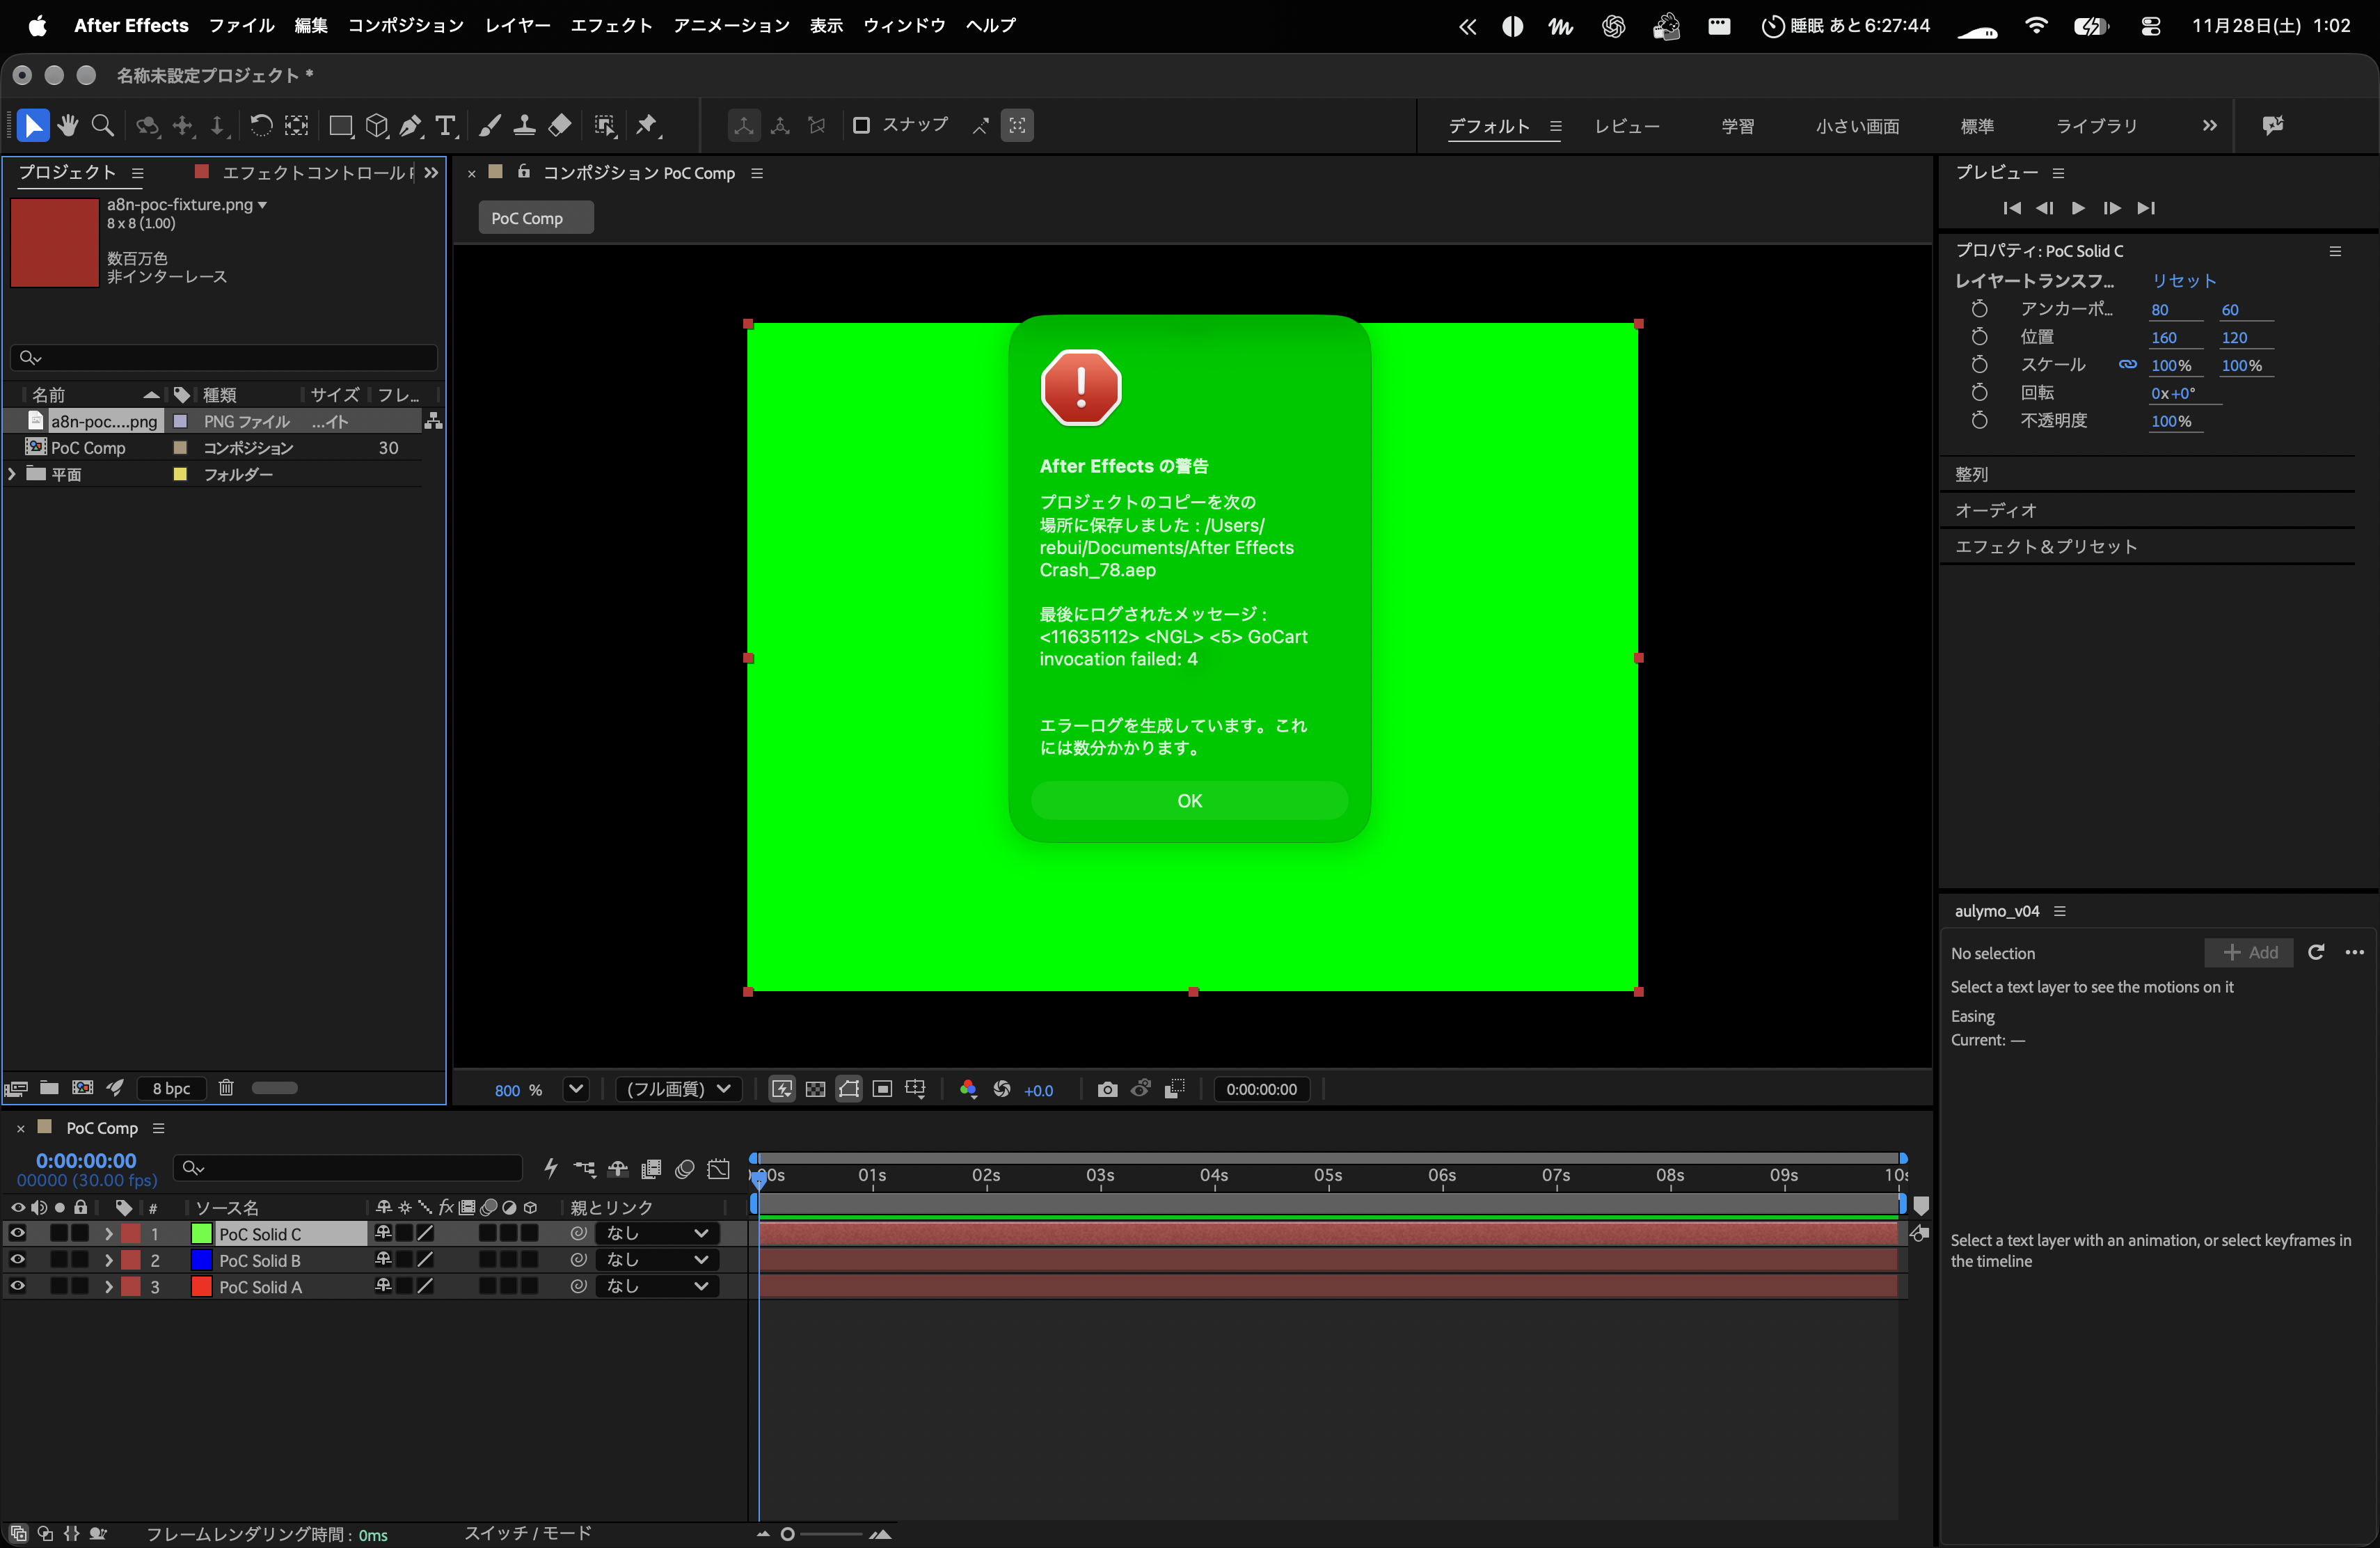 After Effects ファイル 編集 コンポジション レイヤー エフェクト アニメーション 表示 ウィンドウ ヘルプ
睡眠 あと6:27:44
11月28日(土) 1:02
名称未設定プロジェクト *
スナップ
デフォルト
レビュー
学習
小さい画面
標準
ライブラリ
プロジェクト
エフェクトコントロール
a8n-poc-fixture.png
8 x 8 (1.00)
数百万色
非インターレース
名前 種類 サイズ フレ...
a8n-poc....png PNG ファイル ...イト
PoC Comp コンポジション 30
平面 フォルダー
8 bpc
コンポジション PoC Comp
PoC Comp
After Effects の警告
プロジェクトのコピーを次の
場所に保存しました : /Users/
rebui/Documents/After Effects
Crash_78.aep
最後にログされたメッセージ :
<11635112> <NGL> <5> GoCart
invocation failed: 4
エラーログを生成しています。これ
には数分かかります。
OK
800 %
(フル画質)
+0.0
0:00:00:00
プレビュー
プロパティ: PoC Solid C
レイヤートランスフ... リセット
アンカーポ... 80 60
位置 160 120
スケール 100% 100%
回転 0x+0°
不透明度 100%
整列
オーディオ
エフェクト＆プリセット
aulymo_v04
No selection
Add
Select a text layer to see the motions on it
Easing
Current: —
Select a text layer with an animation, or select keyframes in
the timeline
PoC Comp
0:00:00:00
00000 (30.00 fps)
00s 01s 02s 03s 04s 05s 06s 07s 08s 09s 10s
# ソース名 fx 親とリンク
1 PoC Solid C なし
2 PoC Solid B なし
3 PoC Solid A なし
フレームレンダリング時間 : 0ms
スイッチ / モード